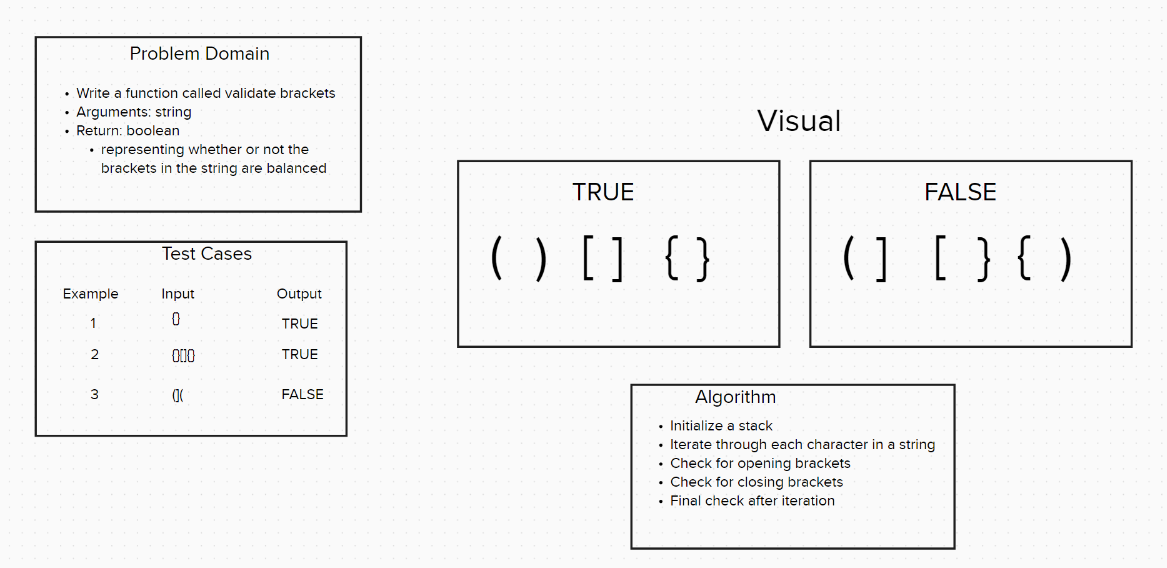 Problem Domain
• Write a function called validate brackets
• Arguments: string
• Return: boolean
• representing whether or not the
brackets in the string are balanced
Test Cases
Example Input Output
1 {} TRUE
2 {}[]{} TRUE
3 (]( FALSE
Visual
TRUE
( ) [ ] { }
FALSE
( ] [ } { )
Algorithm
• Initialize a stack
• Iterate through each character in a string
• Check for opening brackets
• Check for closing brackets
• Final check after iteration